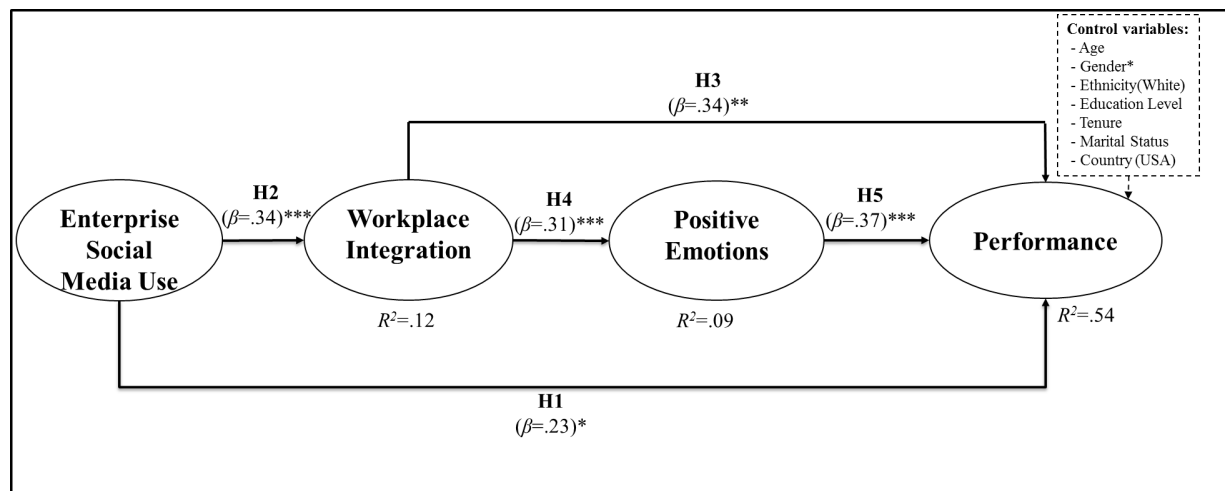 Control variables:
- Age
- Gender*
- Ethnicity(White)
- Education Level
- Tenure
- Marital Status
- Country (USA)
H3
(β=.34)**
H2
(β=.34)***
H4
(β=.31)***
H5
(β=.37)***
Enterprise
Social
Media Use
Workplace
Integration
Positive
Emotions
Performance
R²=.12
R²=.09
R²=.54
H1
(β=.23)*